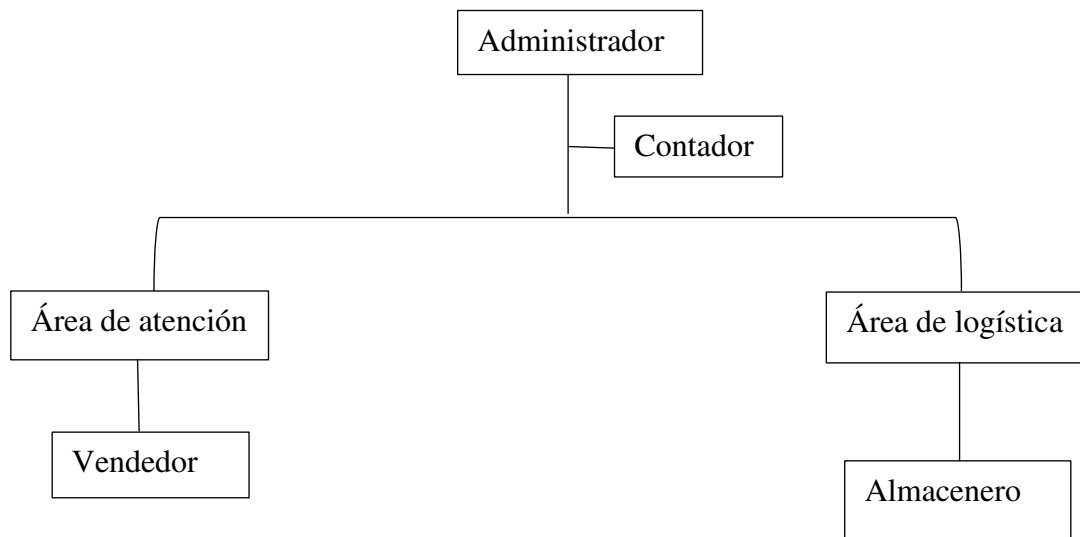 Administrador
Contador
Área de atención
Área de logística
Vendedor
Almacenero